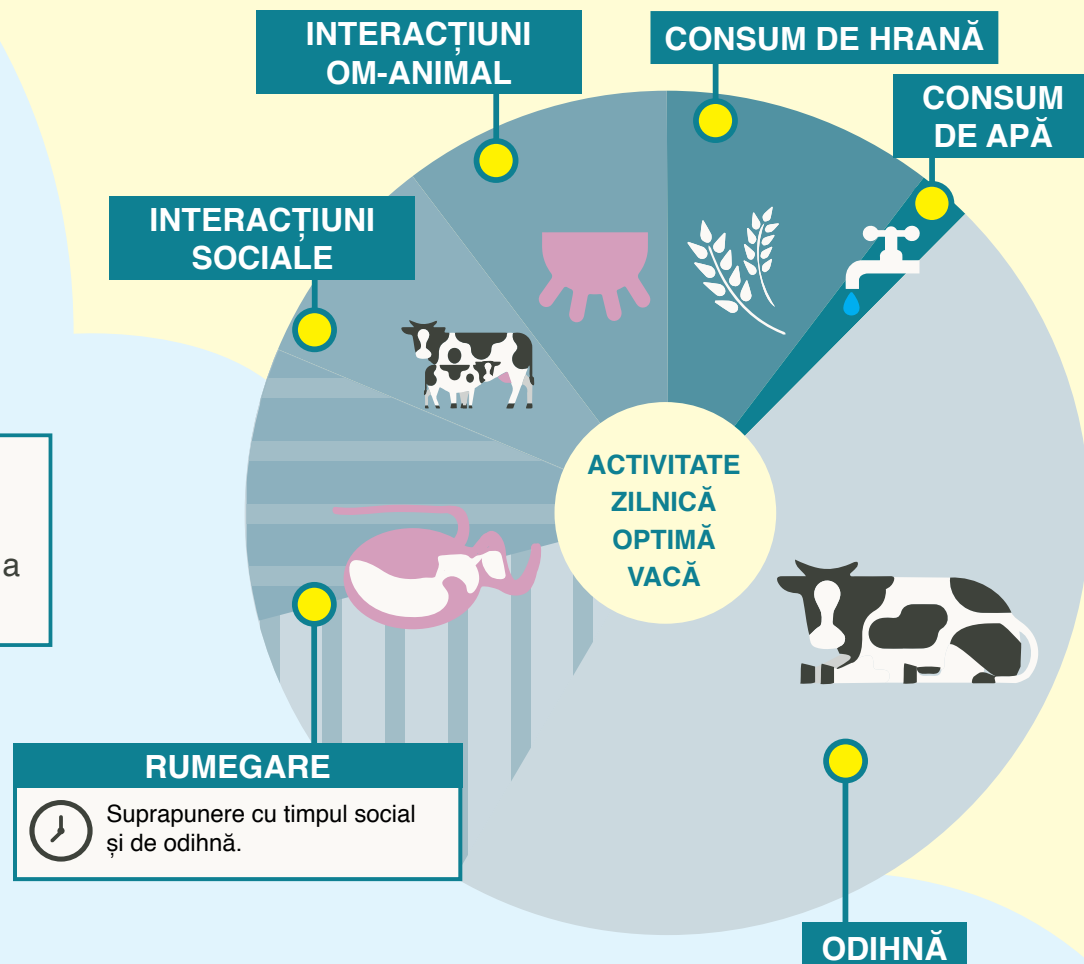 INTERACȚIUNI
OM-ANIMAL
CONSUM DE HRANĂ
CONSUM
DE APĂ
INTERACȚIUNI
SOCIALE
ACTIVITATE
ZILNICĂ
OPTIMĂ
VACĂ
a
RUMEGARE
Suprapunere cu timpul social
și de odihnă.
ODIHNĂ